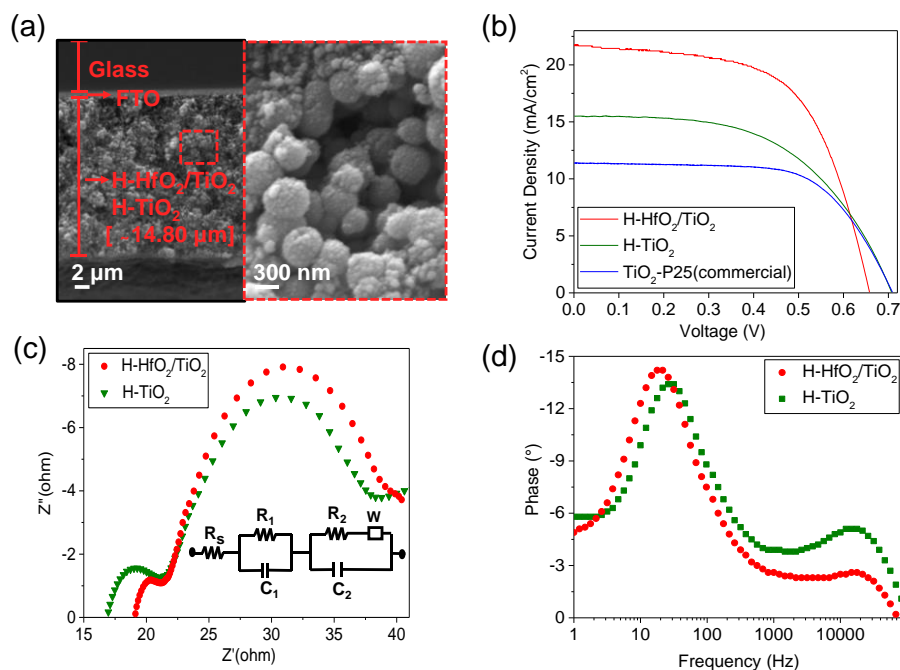 (a)
Glass
FTO
H-HfO₂/TiO₂
H-TiO₂
[ ~14.80 μm]
2 μm
300 nm
(b)
Current Density (mA/cm²)
20
15
10
5
0
H-HfO₂/TiO₂
H-TiO₂
TiO₂-P25(commercial)
0.0 0.1 0.2 0.3 0.4 0.5 0.6 0.7
Voltage (V)
(c)
Z''(ohm)
-8
-6
-4
-2
0
H-HfO₂/TiO₂
H-TiO₂
Rₛ
R₁
C₁
R₂
W
C₂
15 20 25 30 35 40
Z'(ohm)
(d)
Phase (°)
-15
-12
-9
-6
-3
0
H-HfO₂/TiO₂
H-TiO₂
1 10 100 1000 10000
Frequency (Hz)